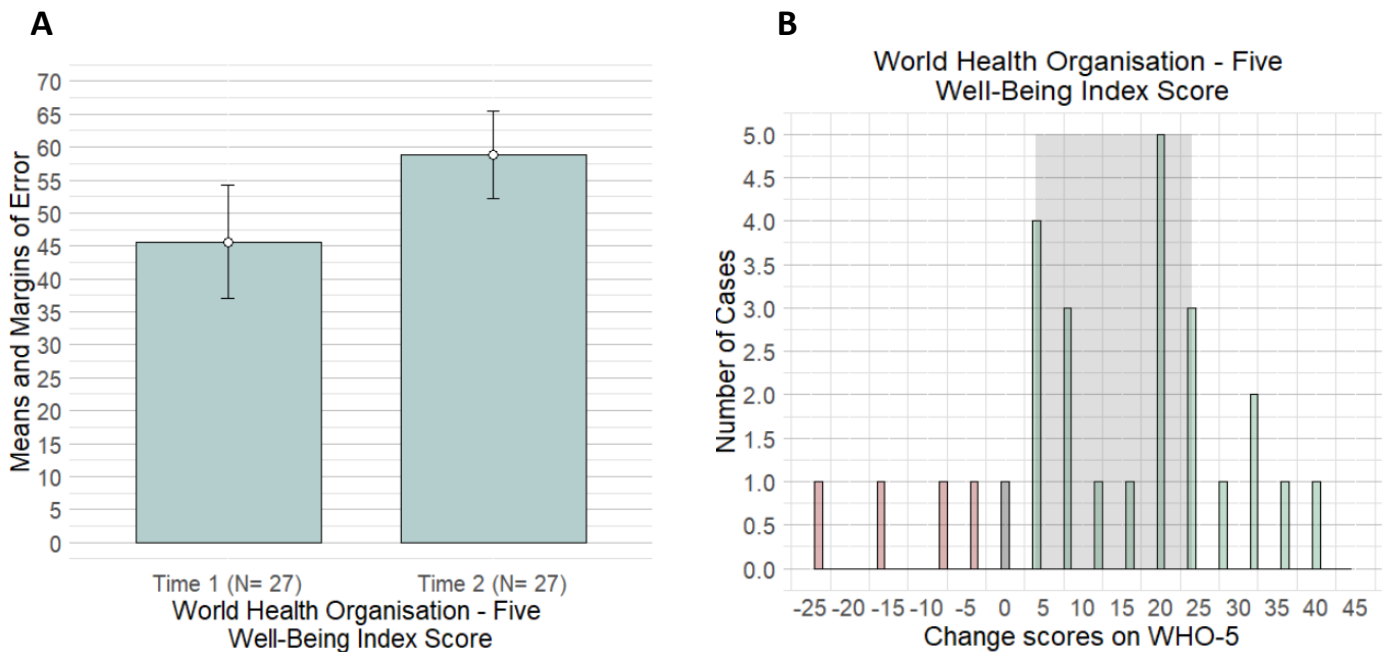 A
70
65
60
55
50
45
40
35
30
25
20
15
10
5
0
Means and Margins of Error
Time 1 (N= 27)
Time 2 (N= 27)
World Health Organisation - Five
Well-Being Index Score
B
World Health Organisation - Five
Well-Being Index Score
5.0
4.5
4.0
3.5
3.0
2.5
2.0
1.5
1.0
0.5
0.0
Number of Cases
-25 -20 -15 -10 -5 0 5 10 15 20 25 30 35 40 45
Change scores on WHO-5